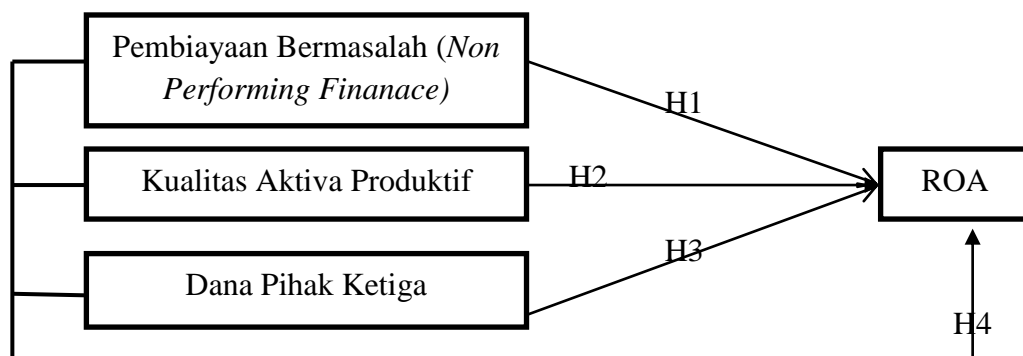 Pembiayaan Bermasalah (Non
Performing Finanace)
H1
Kualitas Aktiva Produktif
H2
ROA
H3
Dana Pihak Ketiga
H4